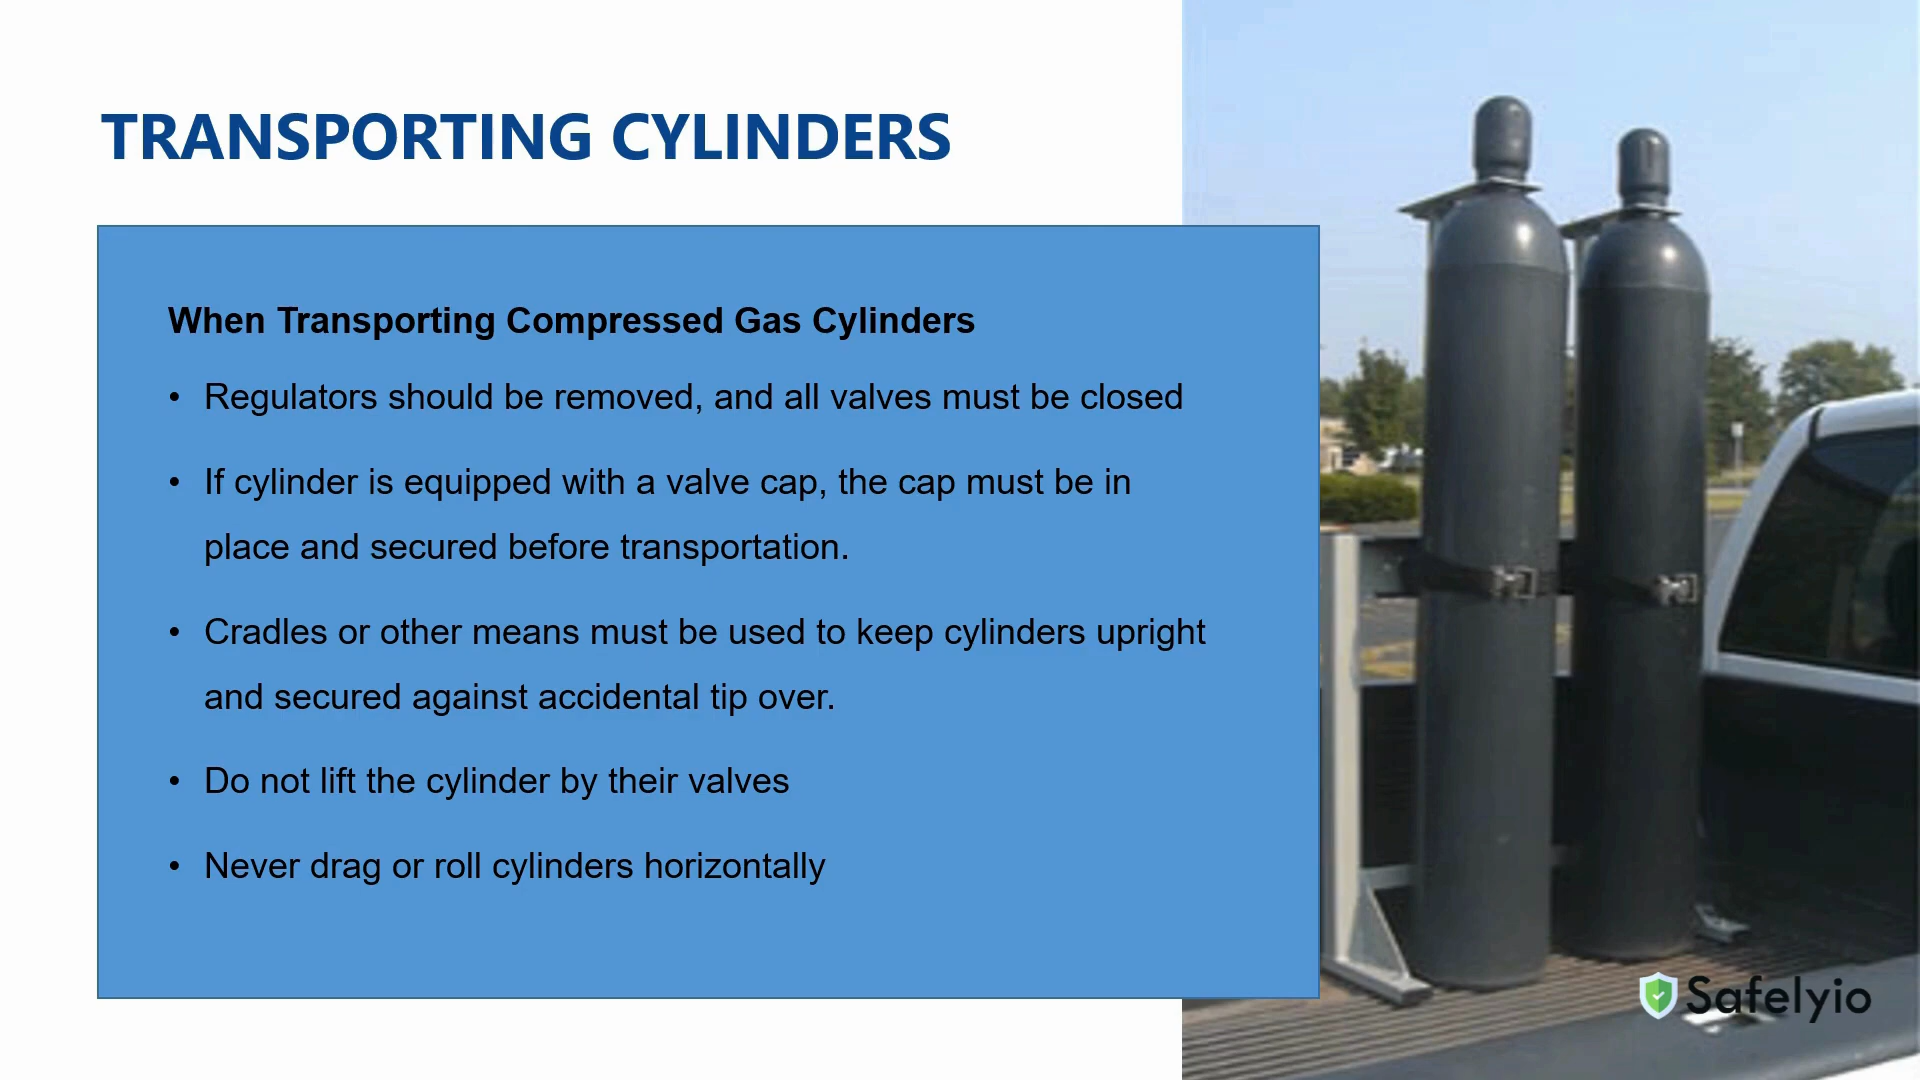 TRANSPORTING CYLINDERS
When Transporting Compressed Gas Cylinders
• Regulators should be removed, and all valves must be closed
• If cylinder is equipped with a valve cap, the cap must be in
place and secured before transportation.
• Cradles or other means must be used to keep cylinders upright
and secured against accidental tip over.
• Do not lift the cylinder by their valves
• Never drag or roll cylinders horizontally
Safelyio